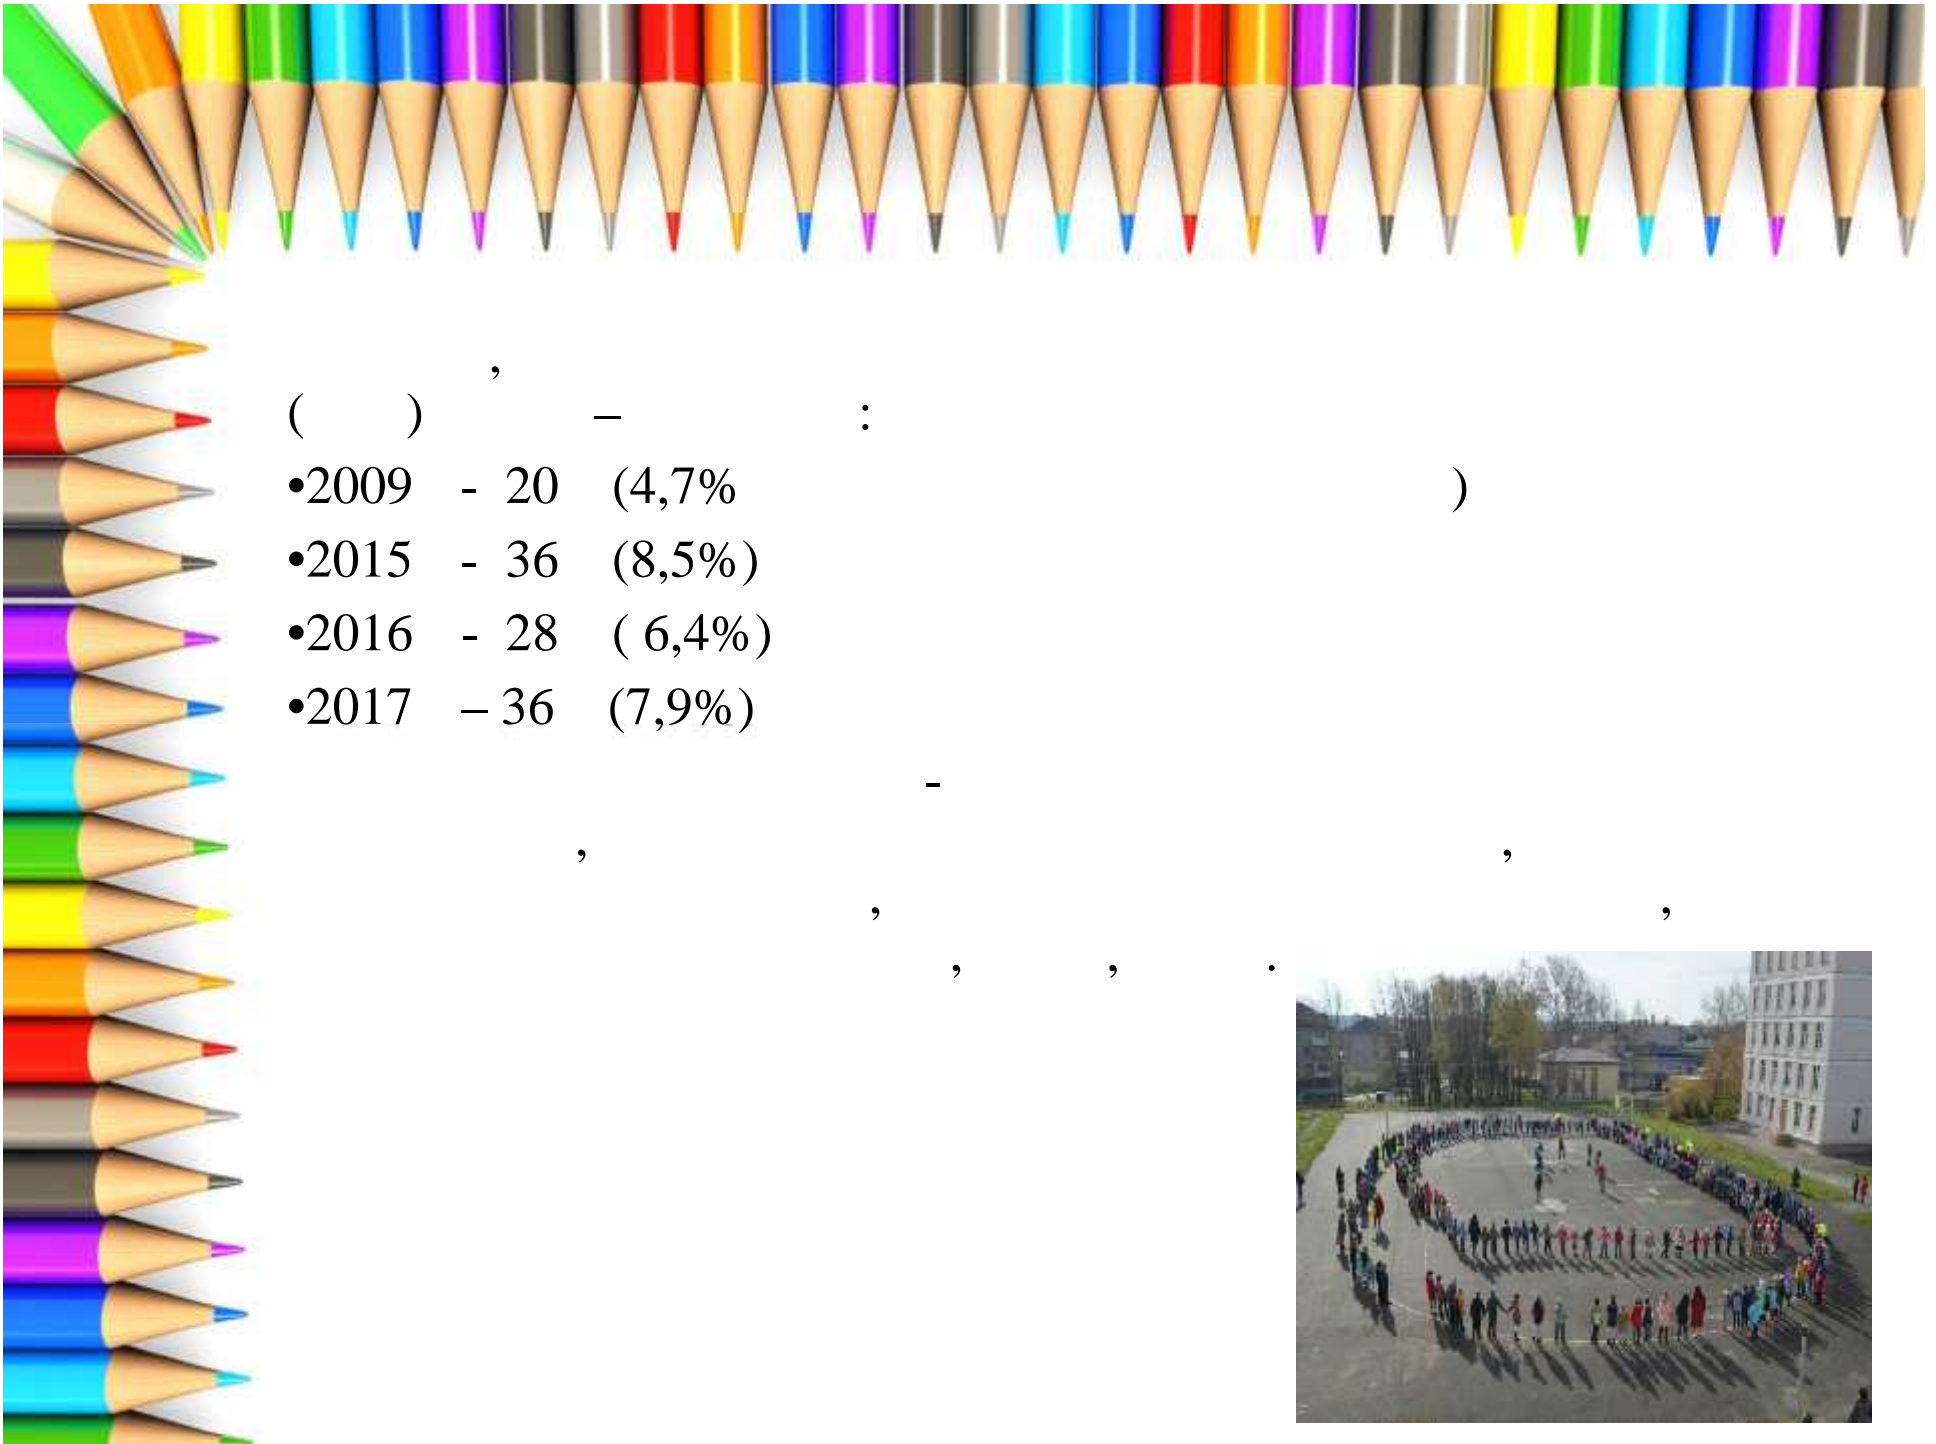 ,
( ) – :
•2009 - 20 (4,7% )
•2015 - 36 (8,5%)
•2016 - 28 ( 6,4%)
•2017 – 36 (7,9%)
-
, ,
, ,
, , .